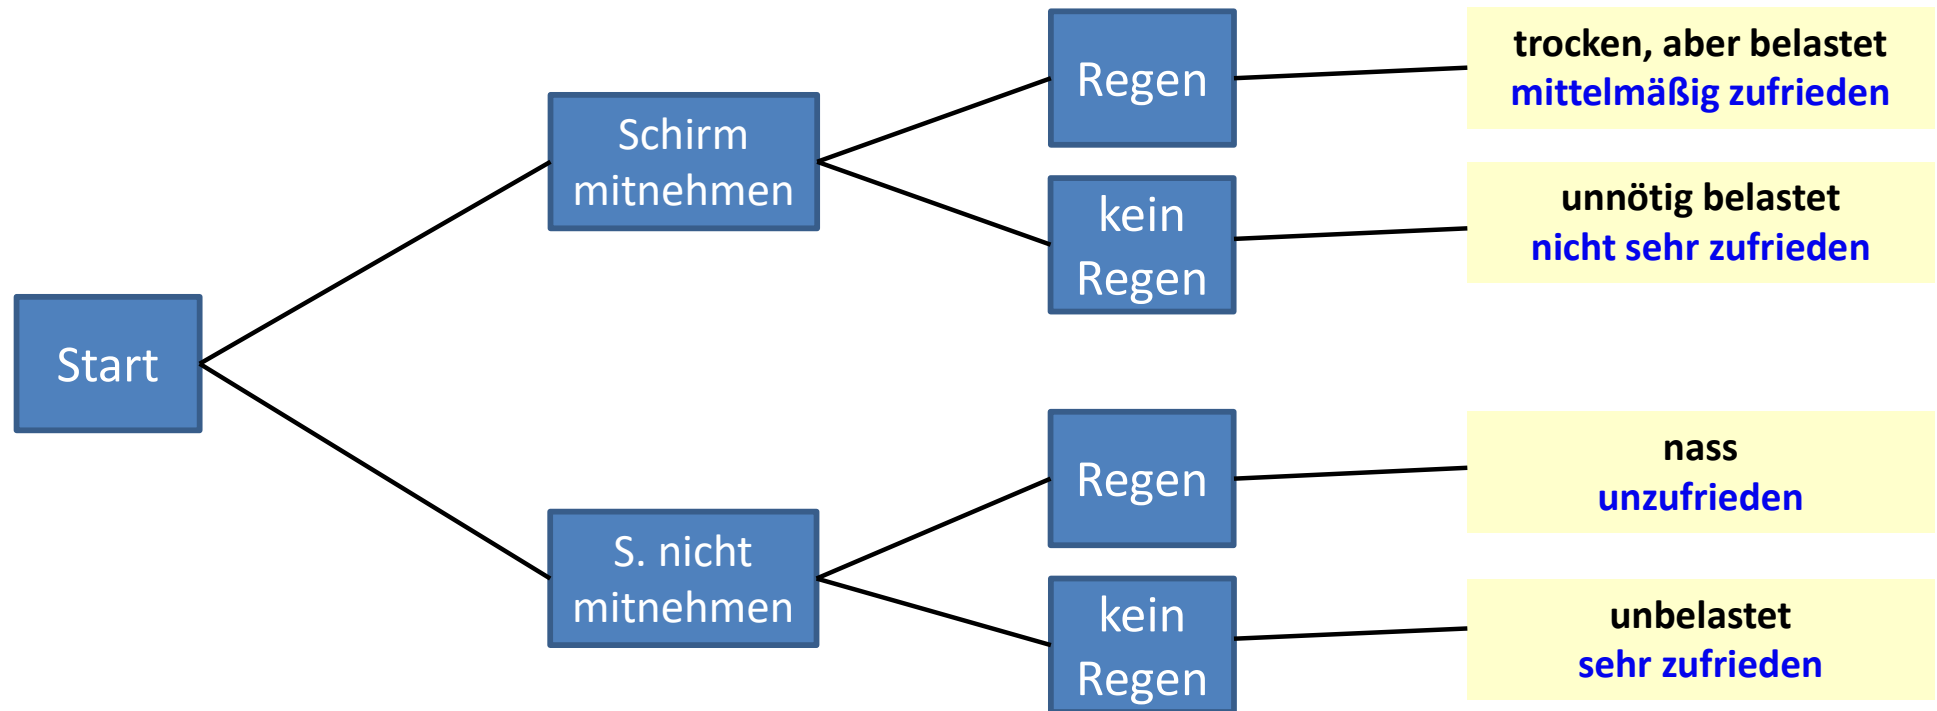 Start
Schirm
mitnehmen
Regen
trocken, aber belastet
mittelmäßig zufrieden
kein
Regen
unnötig belastet
nicht sehr zufrieden
S. nicht
mitnehmen
Regen
nass
unzufrieden
kein
Regen
unbelastet
sehr zufrieden